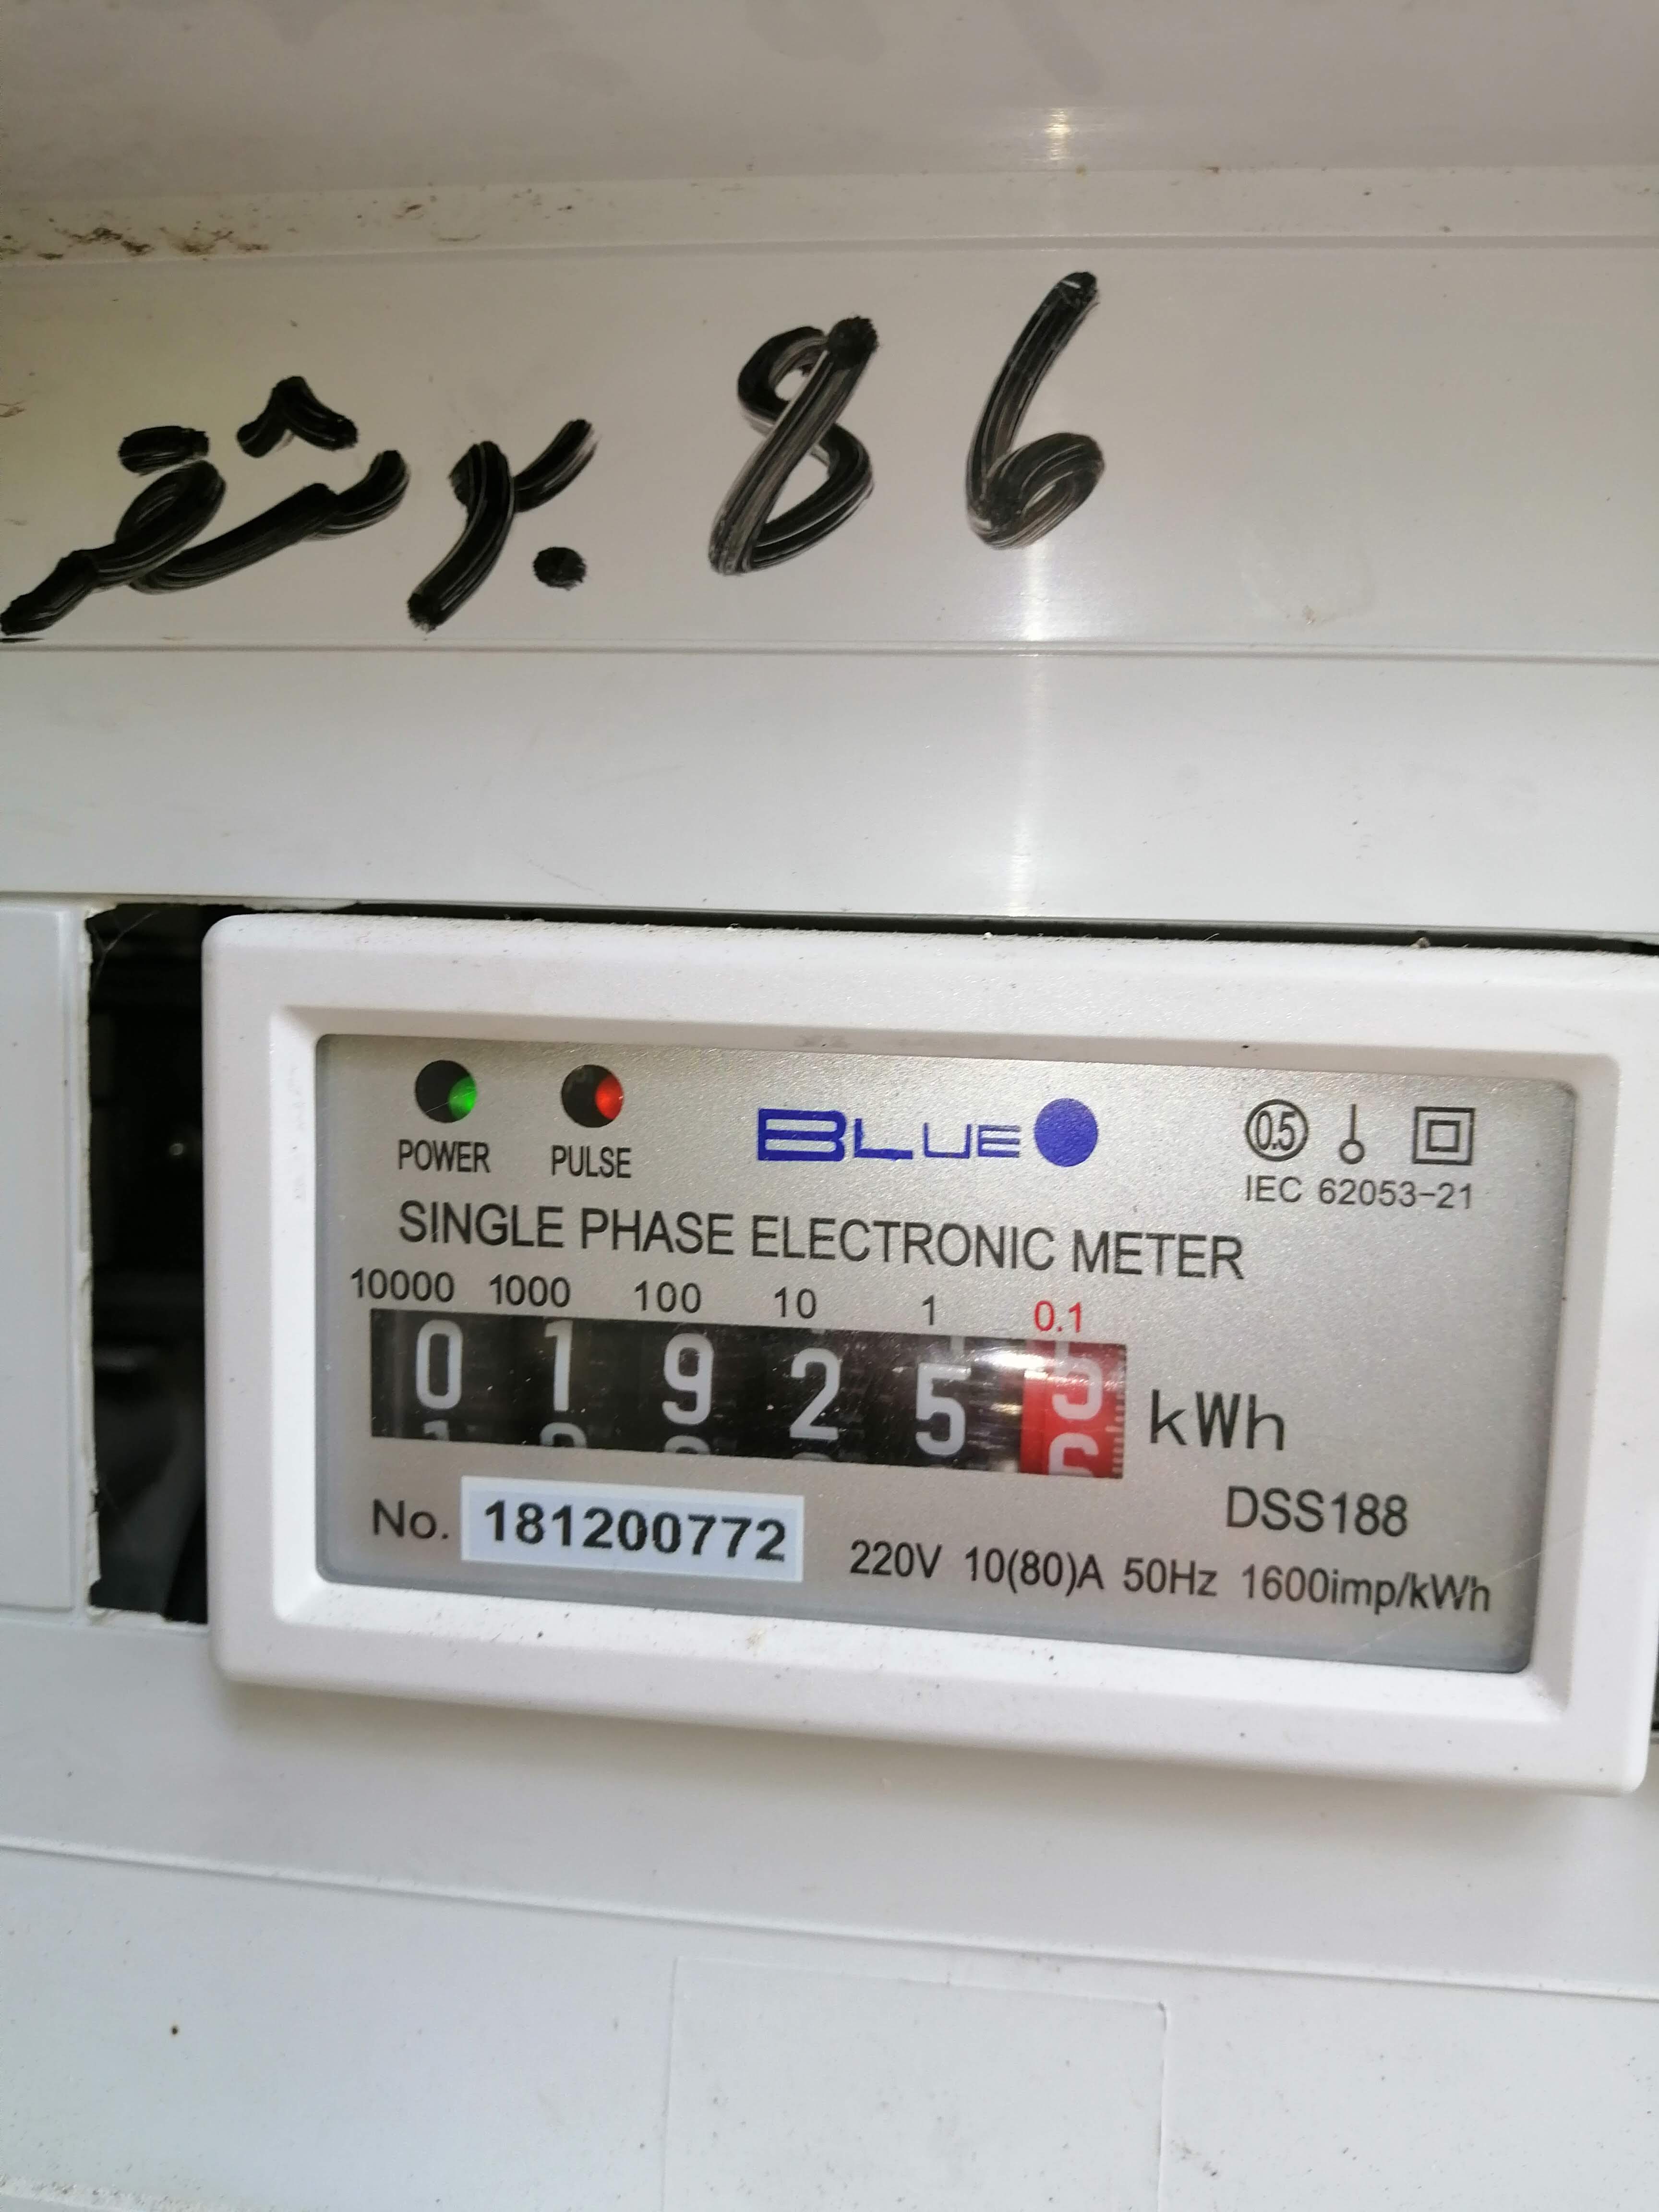 86
POWER PULSE BLUE 0.5
IEC 62053-21
SINGLE PHASE ELECTRONIC METER
10000 1000 100 10 1 0.1
0 1 9 2 5 5 kWh
DSS188
No. 181200772 220V 10(80)A 50Hz 1600imp/kWh